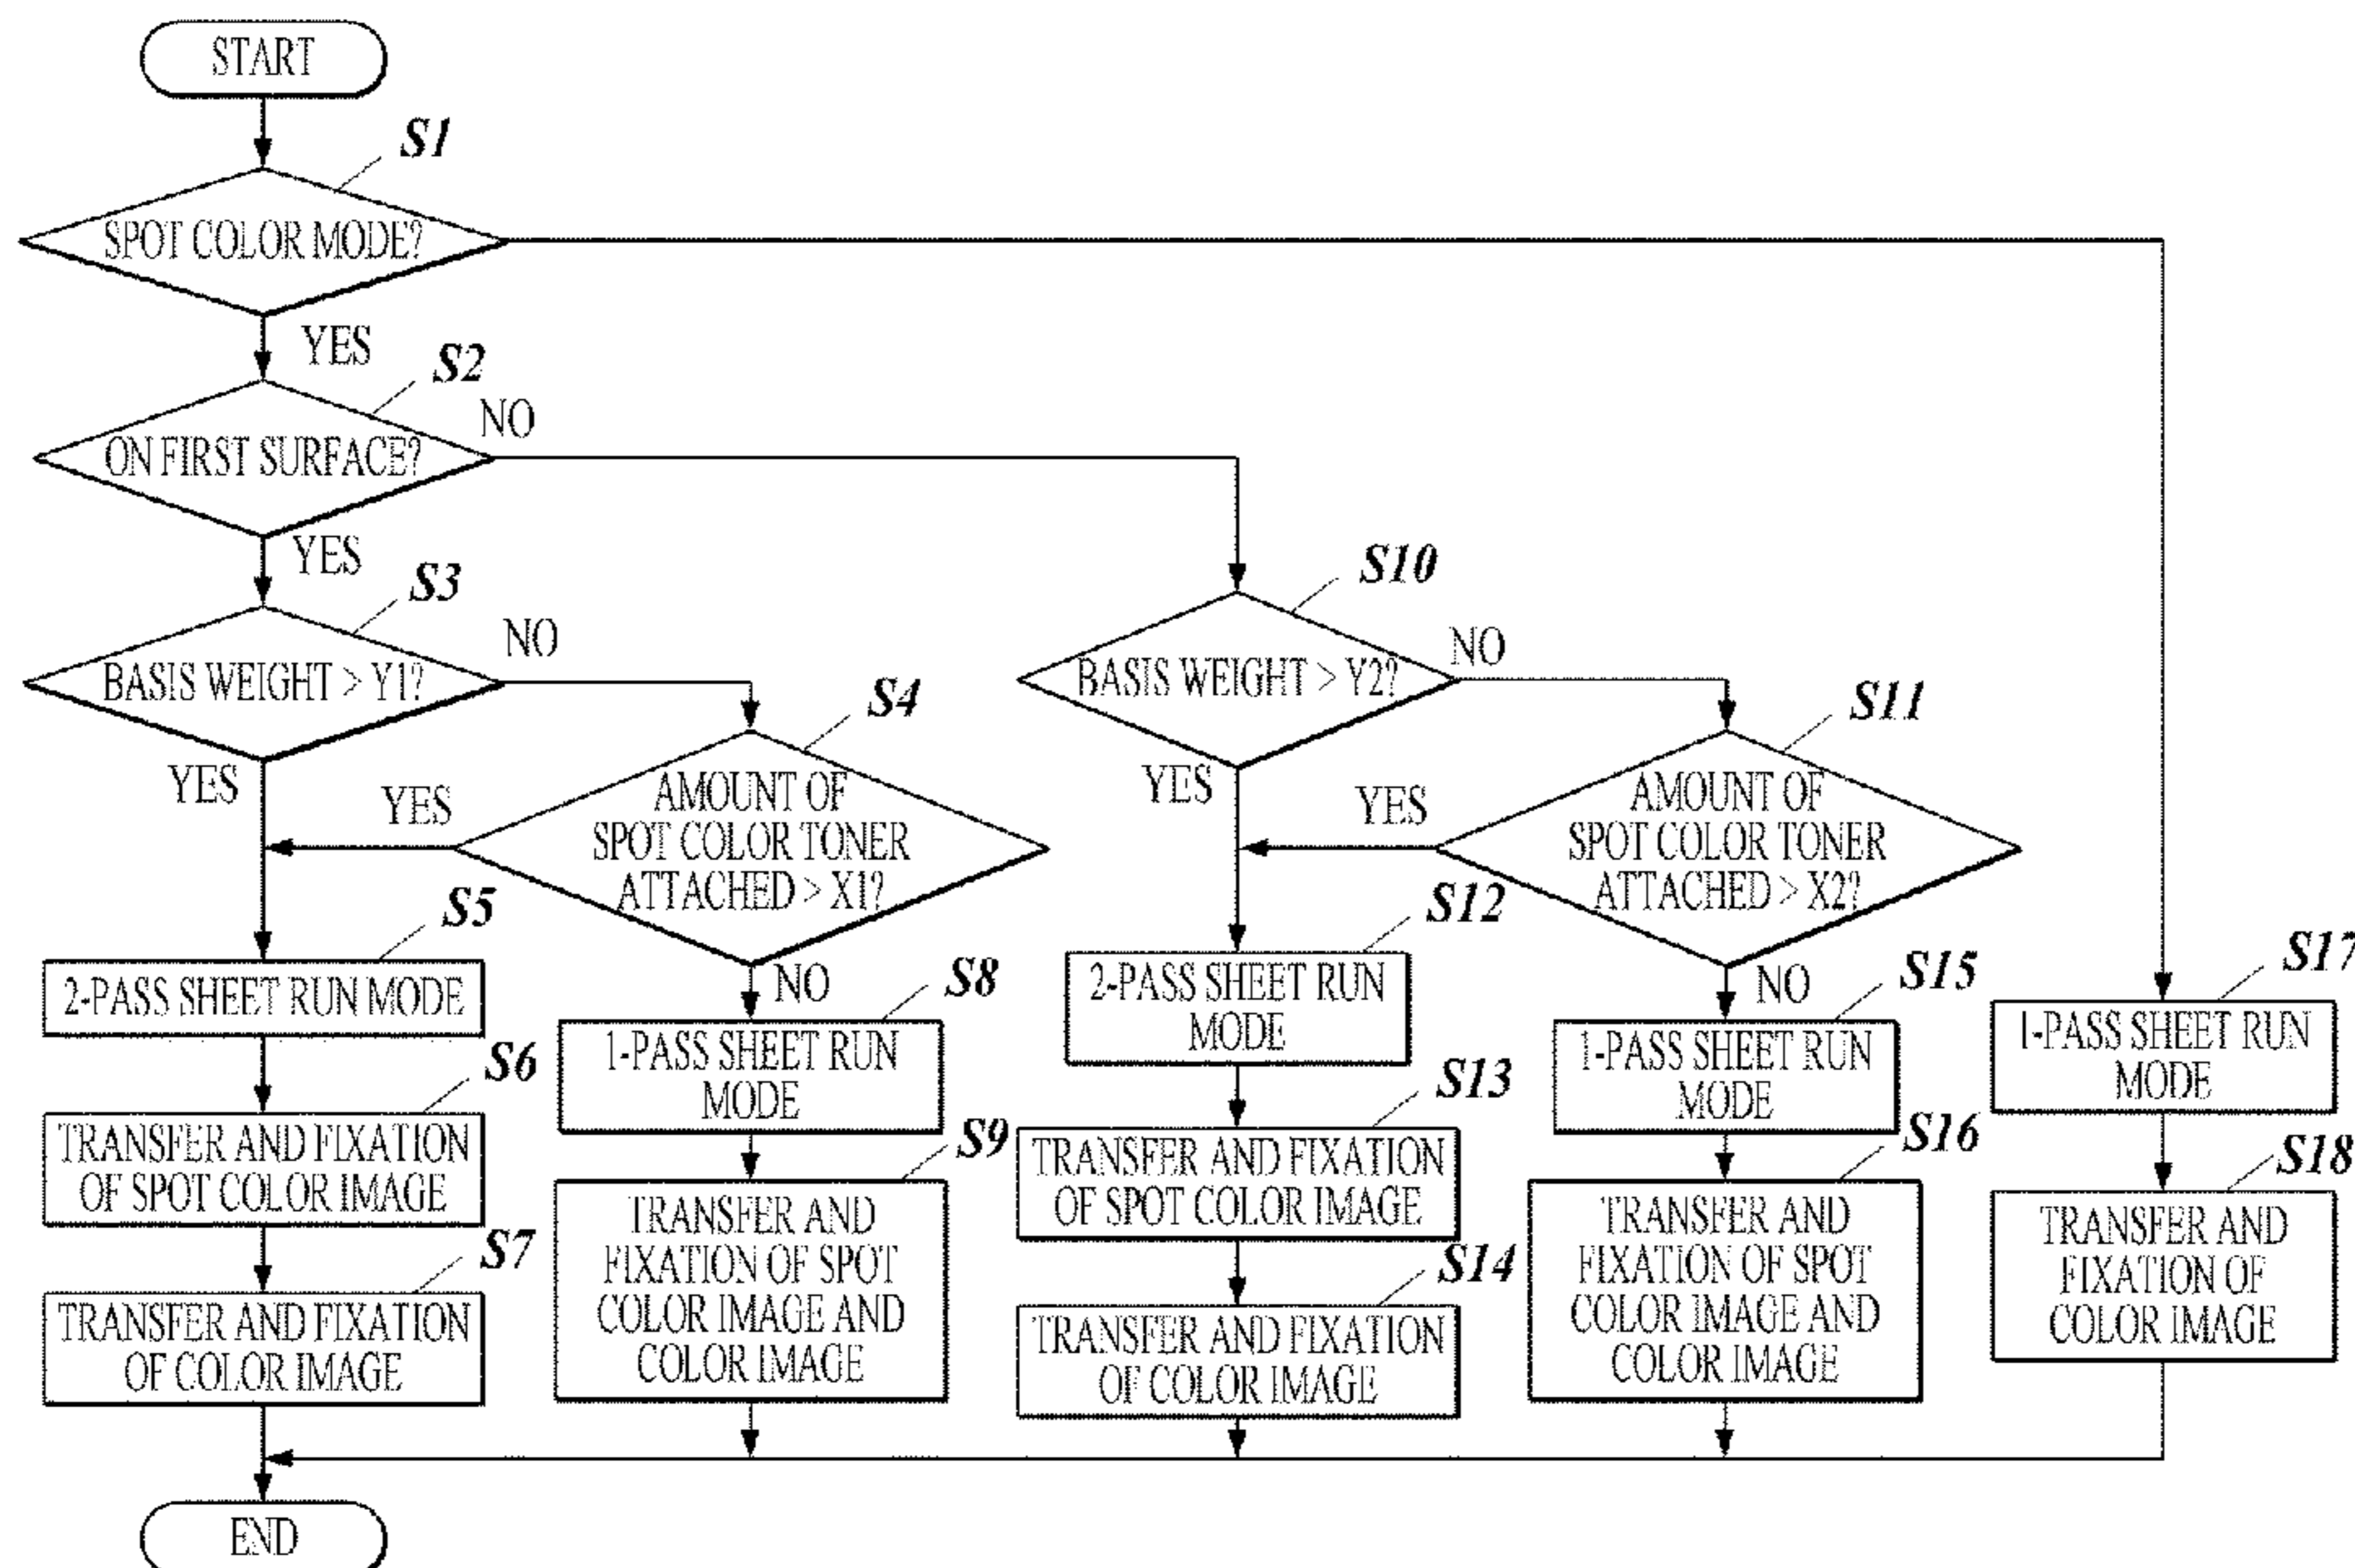 START
S1
SPOT COLOR MODE?
YES
S2
ON FIRST SURFACE?
NO
YES
S3
BASIS WEIGHT > Y1?
NO
YES
S4
AMOUNT OF
SPOT COLOR TONER
ATTACHED > X1?
YES
NO
S5
2-PASS SHEET RUN MODE
S6
TRANSFER AND FIXATION
OF SPOT COLOR IMAGE
S7
TRANSFER AND FIXATION
OF COLOR IMAGE
S8
1-PASS SHEET RUN
MODE
S9
TRANSFER AND
FIXATION OF SPOT
COLOR IMAGE AND
COLOR IMAGE
S10
BASIS WEIGHT > Y2?
NO
YES
S11
AMOUNT OF
SPOT COLOR TONER
ATTACHED > X2?
YES
NO
S12
2-PASS SHEET RUN
MODE
S13
TRANSFER AND FIXATION
OF SPOT COLOR IMAGE
S14
TRANSFER AND FIXATION
OF COLOR IMAGE
S15
1-PASS SHEET RUN
MODE
S16
TRANSFER AND
FIXATION OF SPOT
COLOR IMAGE AND
COLOR IMAGE
S17
1-PASS SHEET RUN
MODE
S18
TRANSFER AND
FIXATION OF
COLOR IMAGE
END